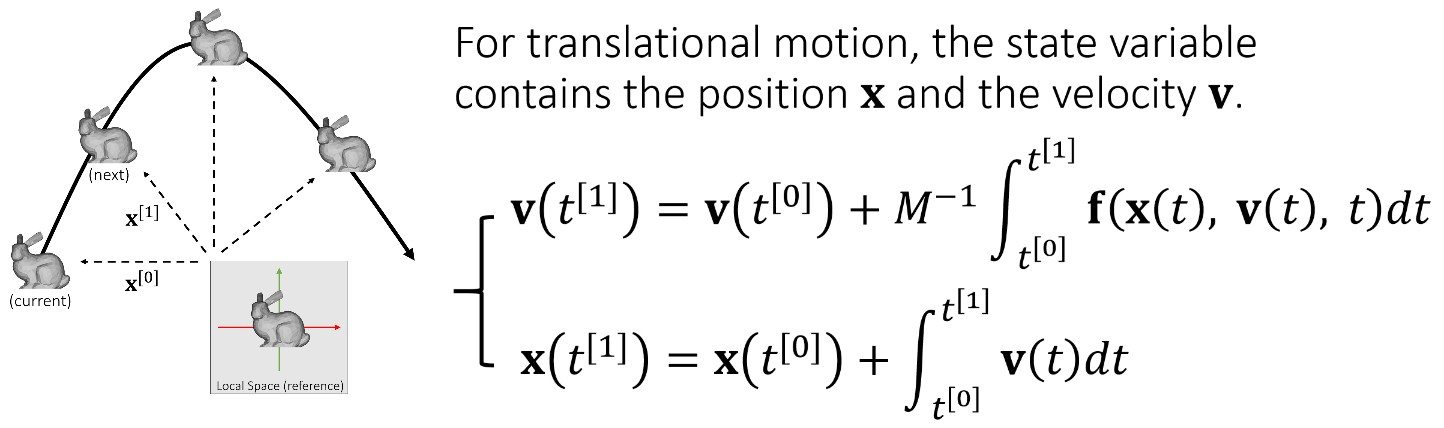 For translational motion, the state variable
contains the position x and the velocity v.
v(t^[1]) = v(t^[0]) + M^−1 ∫_{t^[0]}^{t^[1]} f(x(t), v(t), t)dt
x(t^[1]) = x(t^[0]) + ∫_{t^[0]}^{t^[1]} v(t)dt
(next)
x^[1]
x^[0]
(current)
Local Space (reference)